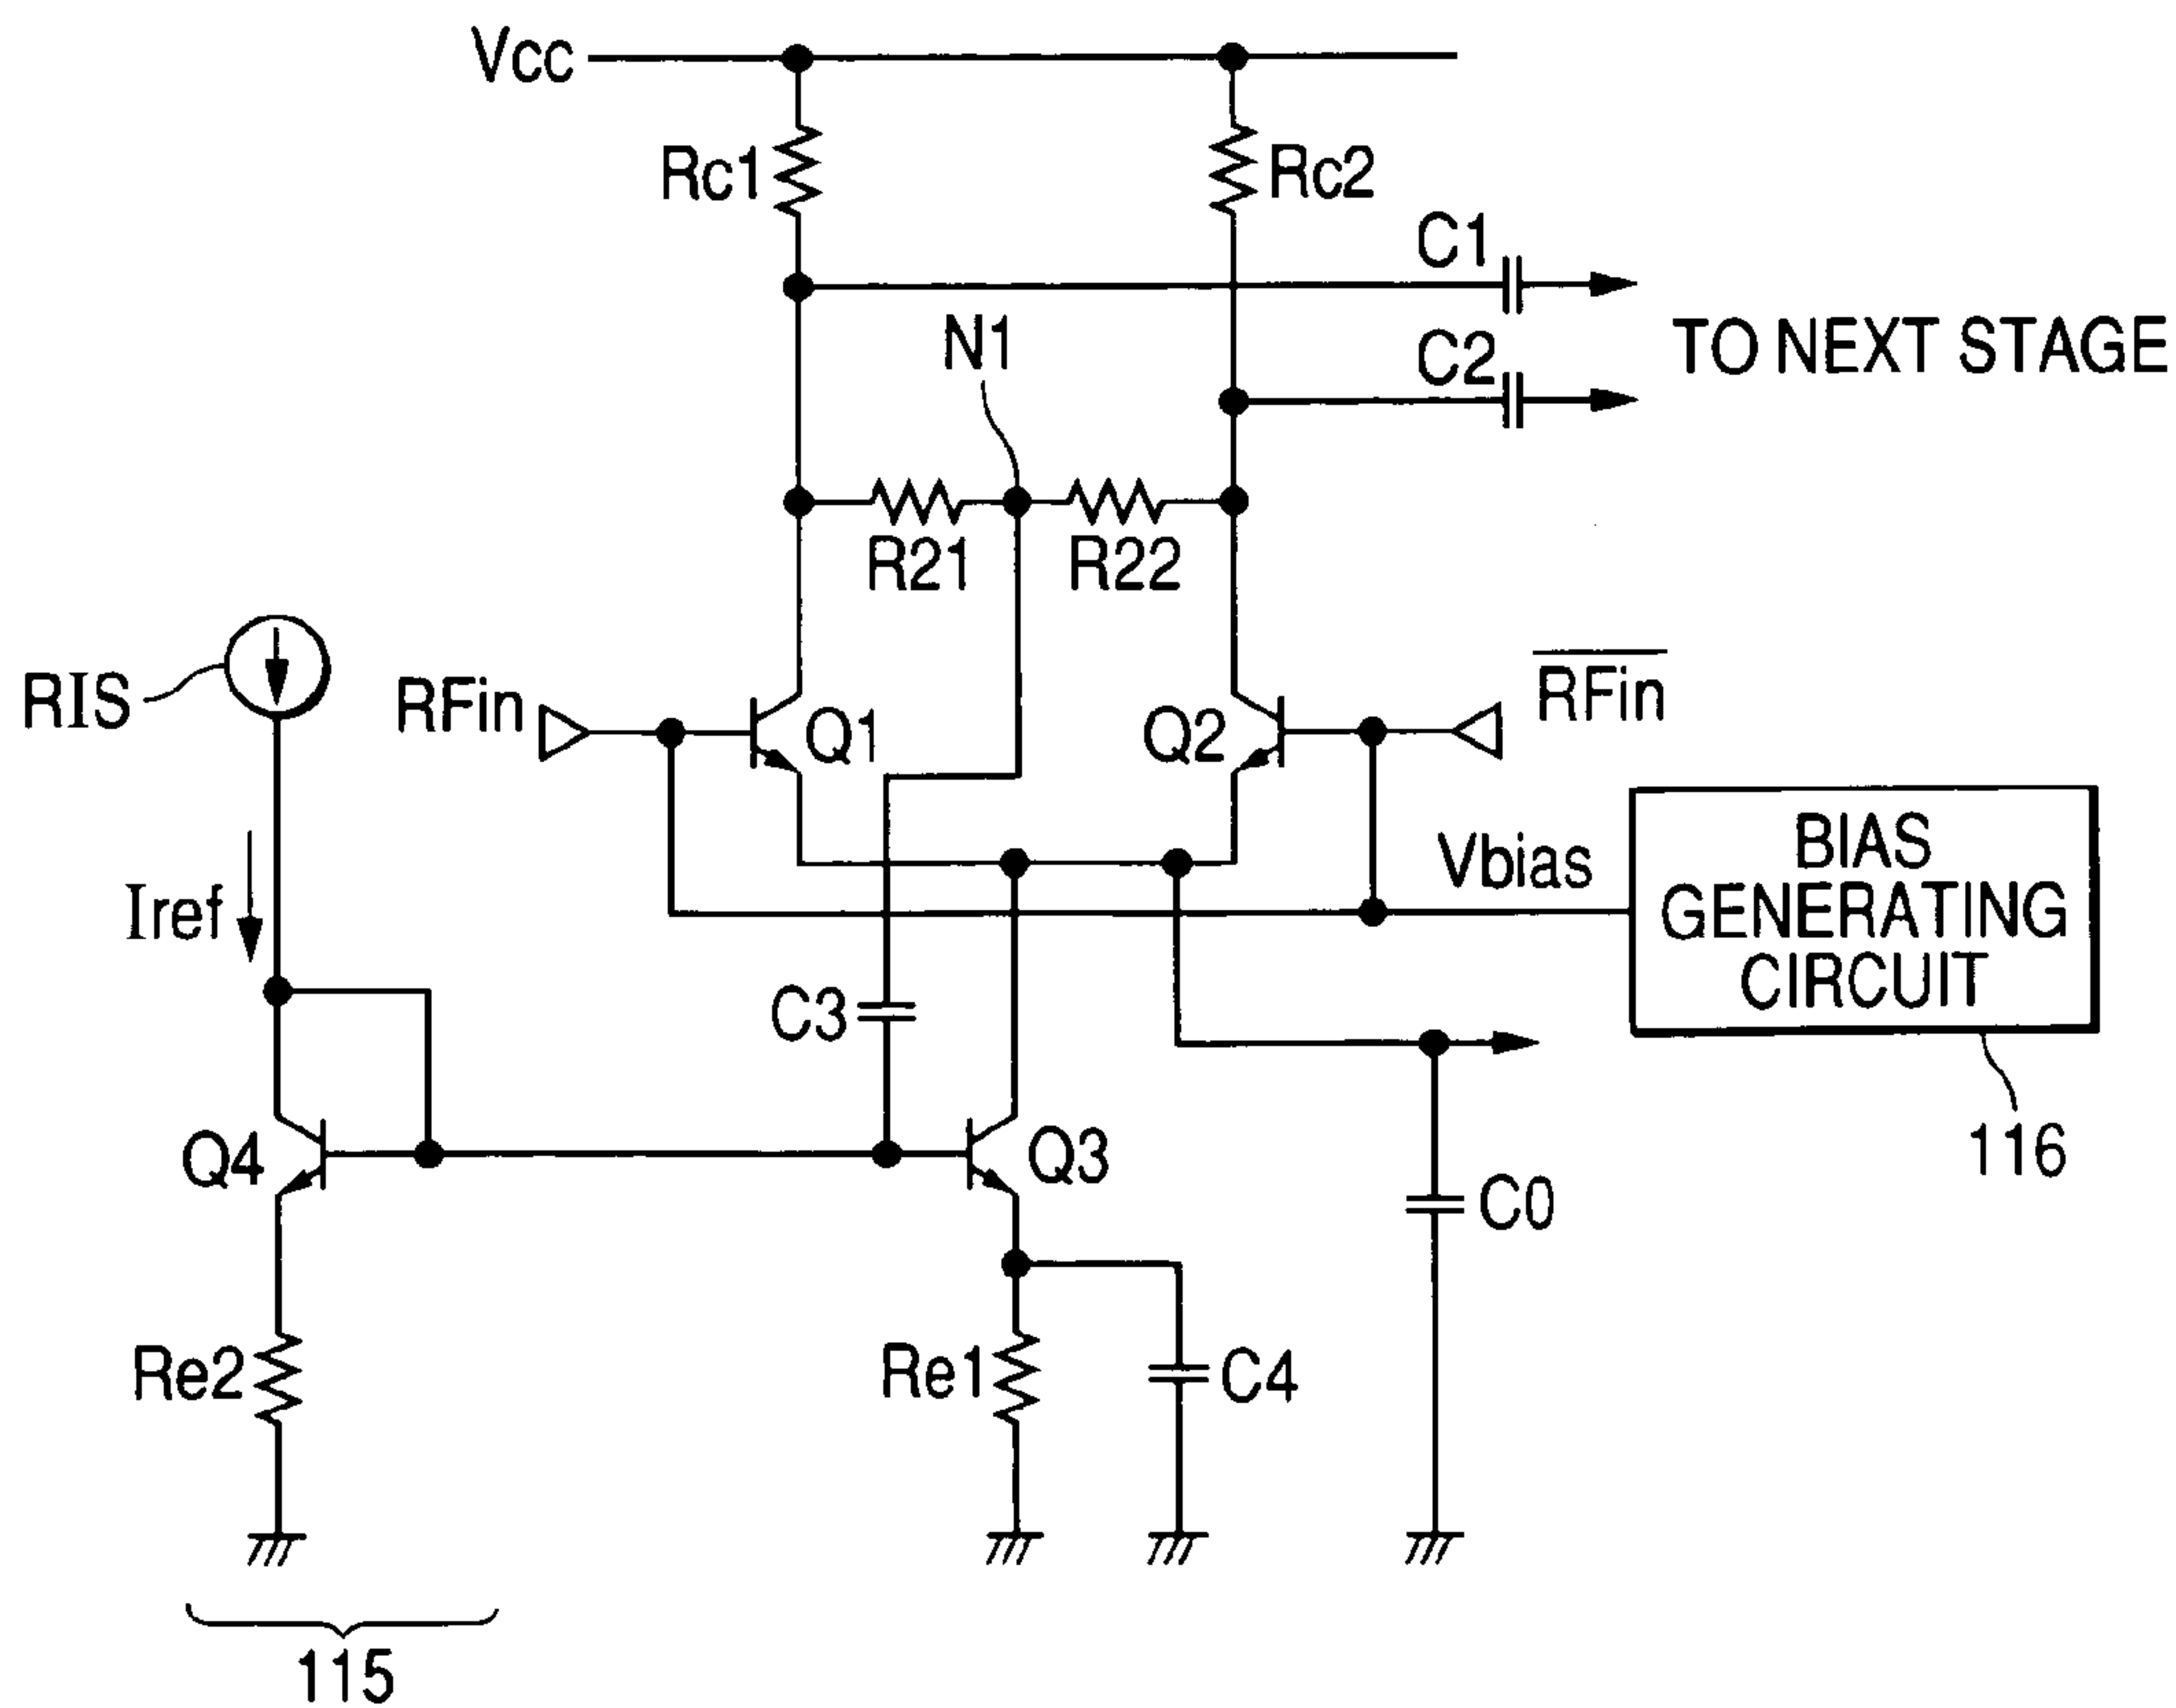 Vcc
Rc1
Rc2
C1
N1
C2
TO NEXT STAGE
R21
R22
RIS
RFin
Q1
Q2
RFin
Iref
Vbias
BIAS
GENERATING
CIRCUIT
C3
116
Q4
Q3
C0
Re2
Re1
C4
115